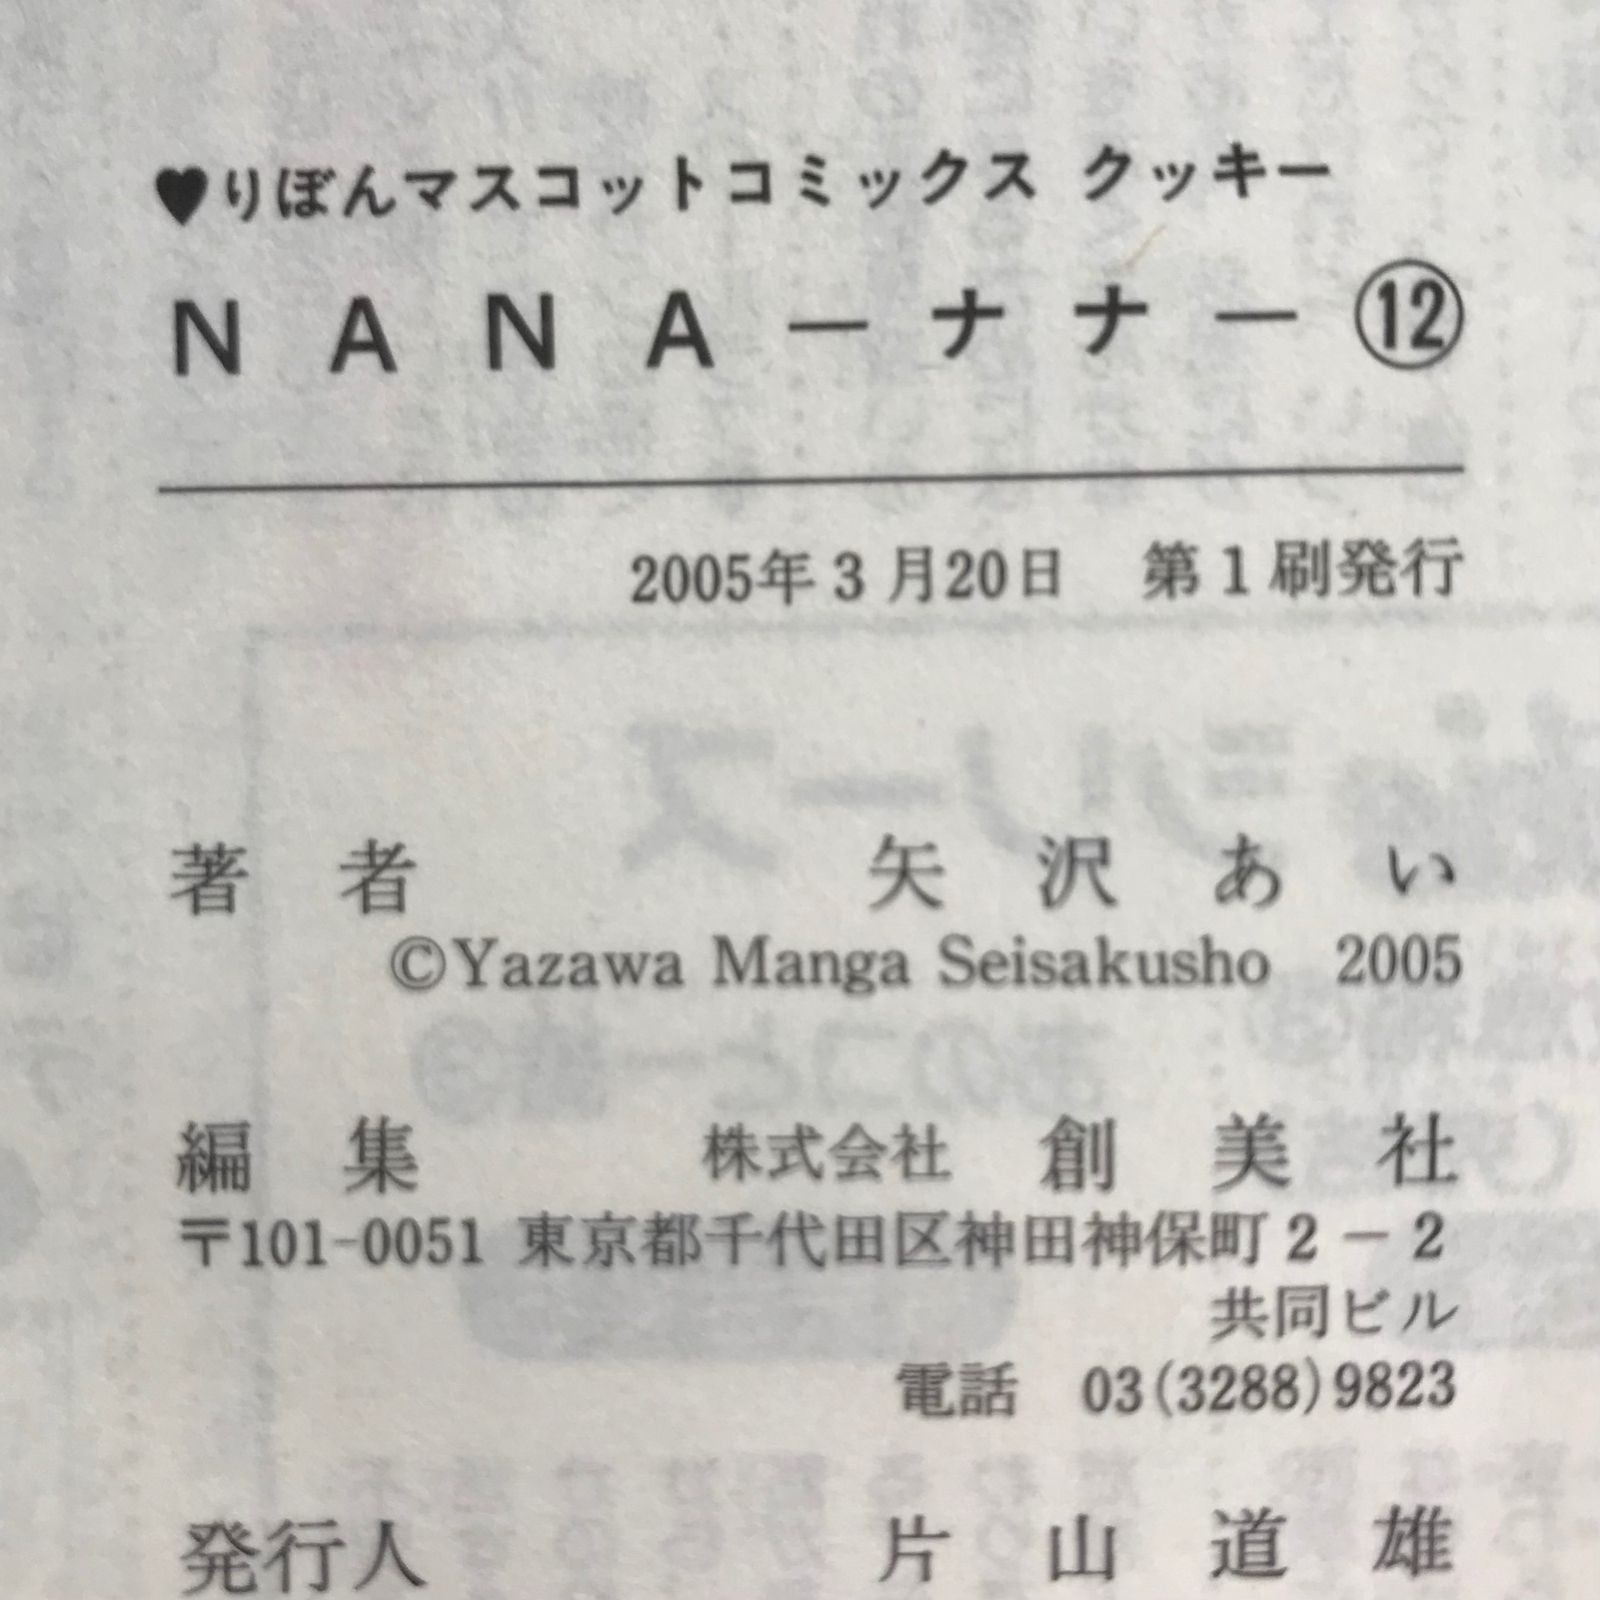 ♥りぼんマスコットコミックス クッキー
NANA－ナナ－⑫
2005年3月20日　第1刷発行
著者　矢沢あい
©Yazawa Manga Seisakusho　2005
編集　株式会社　創美社
〒101-0051 東京都千代田区神田神保町2－2
共同ビル
電話　03(3288)9823
発行人　片山道雄